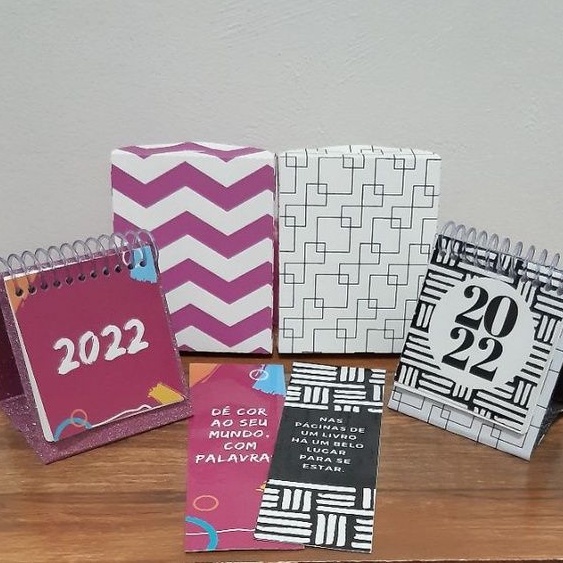 2022
20
22
DÊ COR
AO SEU
MUNDO,
COM
PALAVRAS
NAS
PÁGINAS DE
UM LIVRO
HÁ UM BELO
LUGAR
PARA SE
ESTAR.